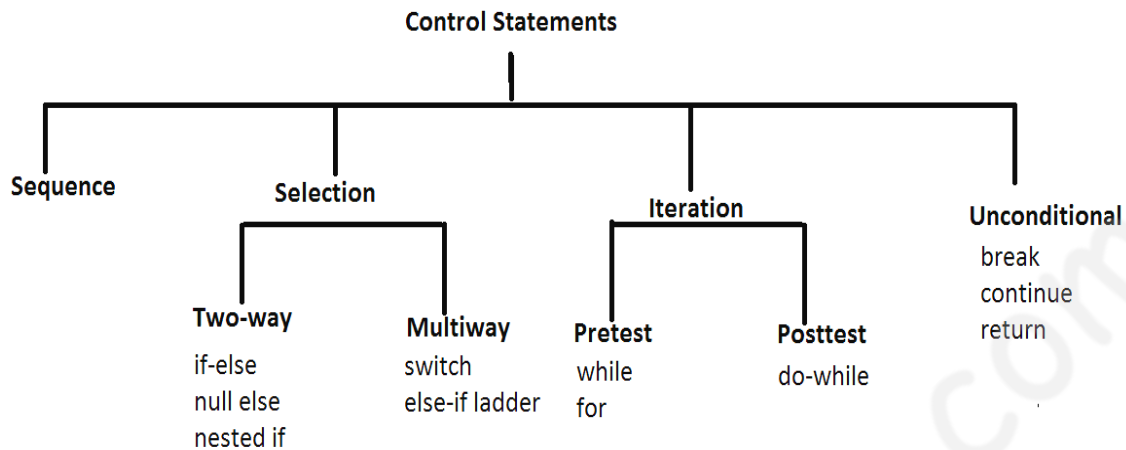 Control Statements
Sequence
Selection
Iteration
Unconditional
break
continue
return
Two-way
if-else
null else
nested if
Multiway
switch
else-if ladder
Pretest
while
for
Posttest
do-while
com